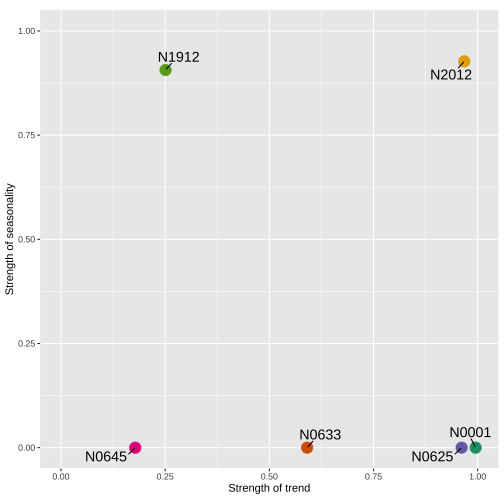 1.00
N1912
N2012
0.75
Strength of seasonality
0.50
0.25
N0633
N0001
0.00
N0645
N0625
0.00
0.25
0.50
0.75
1.00
Strength of trend